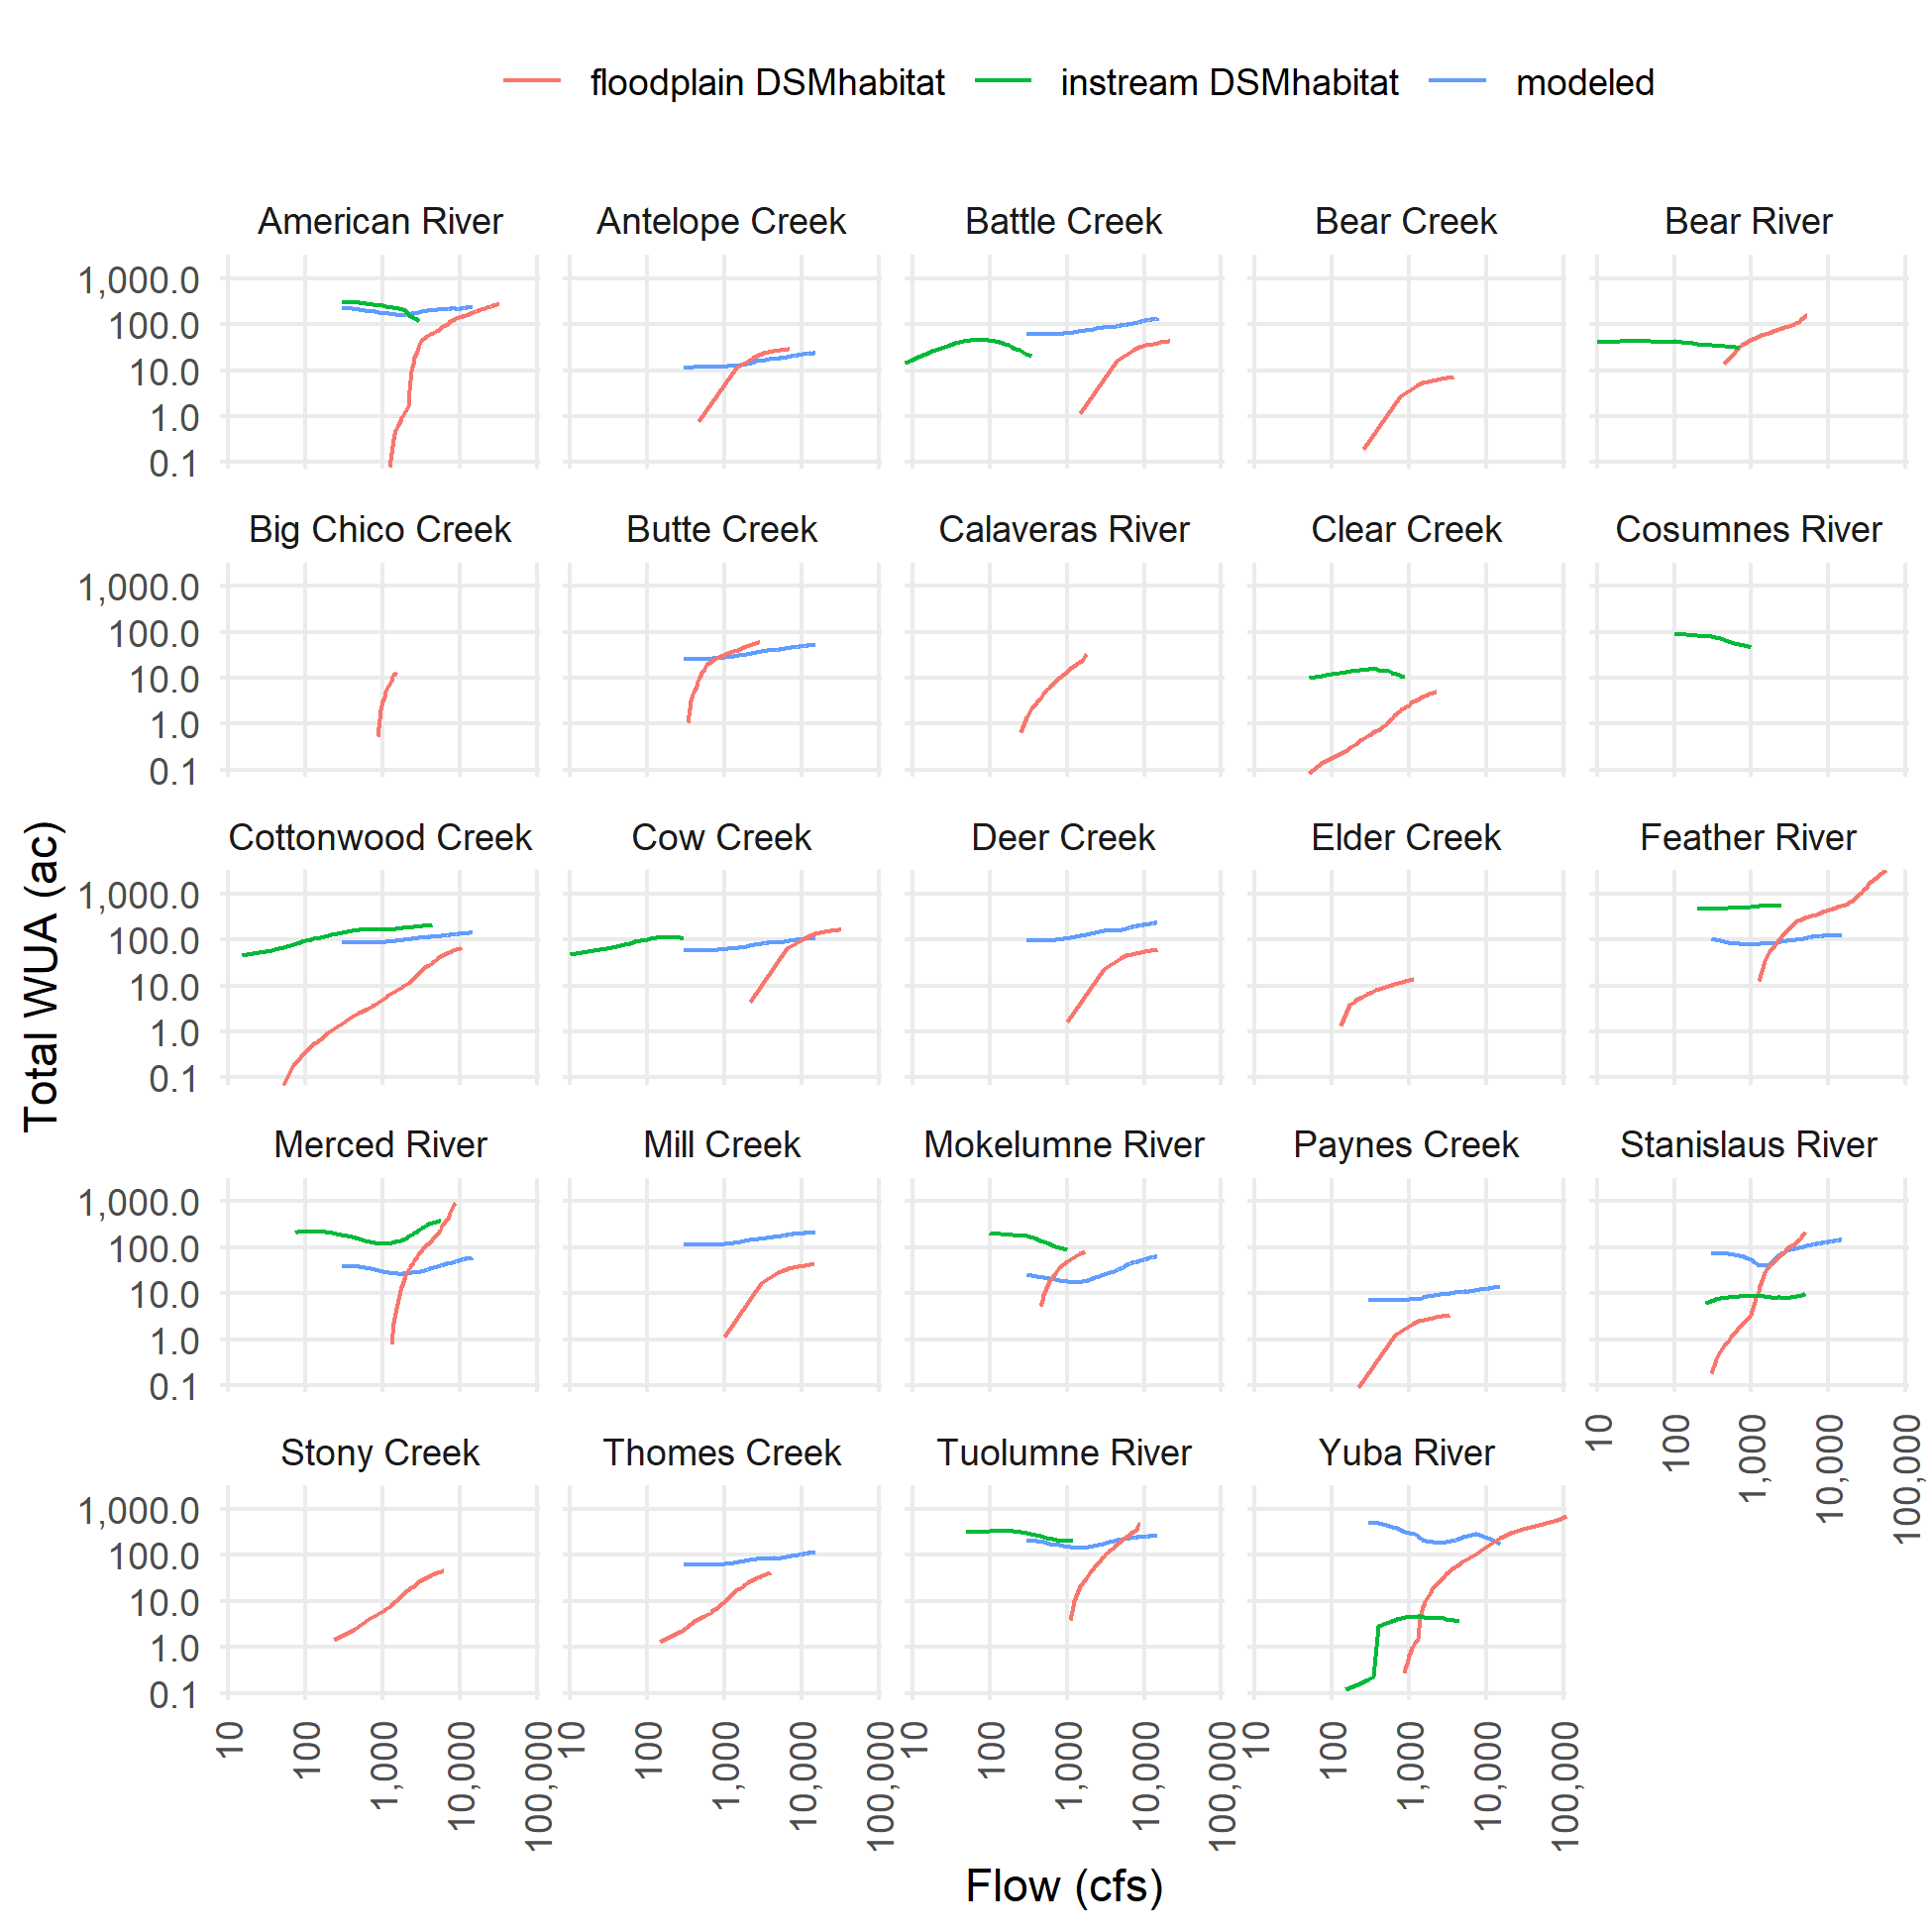 floodplain DSMhabitat instream DSMhabitat modeled
American River Antelope Creek Battle Creek Bear Creek Bear River
1,000.0
100.0
10.0
1.0
0.1
Big Chico Creek Butte Creek Calaveras River Clear Creek Cosumnes River
1,000.0
100.0
10.0
1.0
0.1
Cottonwood Creek Cow Creek Deer Creek Elder Creek Feather River
Total WUA (ac)
1,000.0
100.0
10.0
1.0
0.1
Merced River Mill Creek Mokelumne River Paynes Creek Stanislaus River
1,000.0
100.0
10.0
1.0
0.1
10 100 1,000 10,000 100,000
Stony Creek Thomes Creek Tuolumne River Yuba River
1,000.0
100.0
10.0
1.0
0.1
10 100 1,000 10,000 100,000 10 100 1,000 10,000 100,000 10 100 1,000 10,000 100,000 10 100 1,000 10,000 100,000
Flow (cfs)